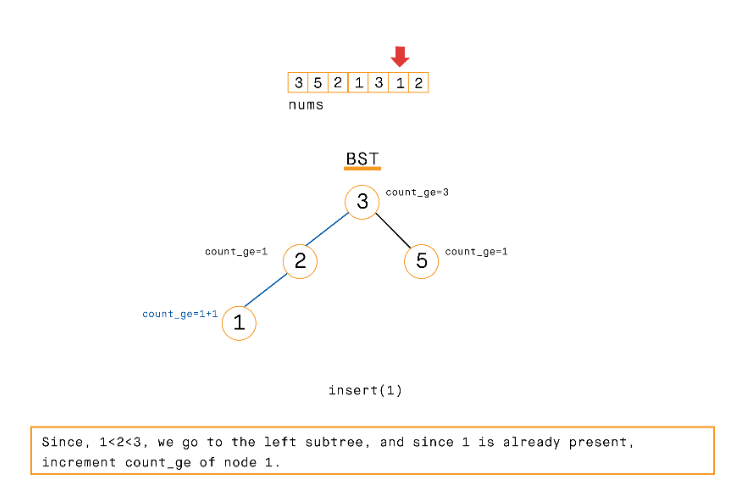 3 5 2 1 3 1 2
nums
BST
3 count_ge=3
count_ge=1 2 5 count_ge=1
count_ge=1+1 1
insert(1)
Since, 1<2<3, we go to the left subtree, and since 1 is already present,
increment count_ge of node 1.